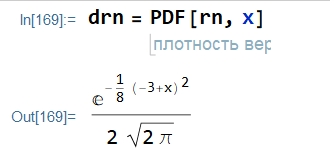 In[169]:= drn = PDF[rn, x]
плотность вер
Out[169]= ⅇ^(-1/8 (-3+x)^2) / (2 √(2 π))